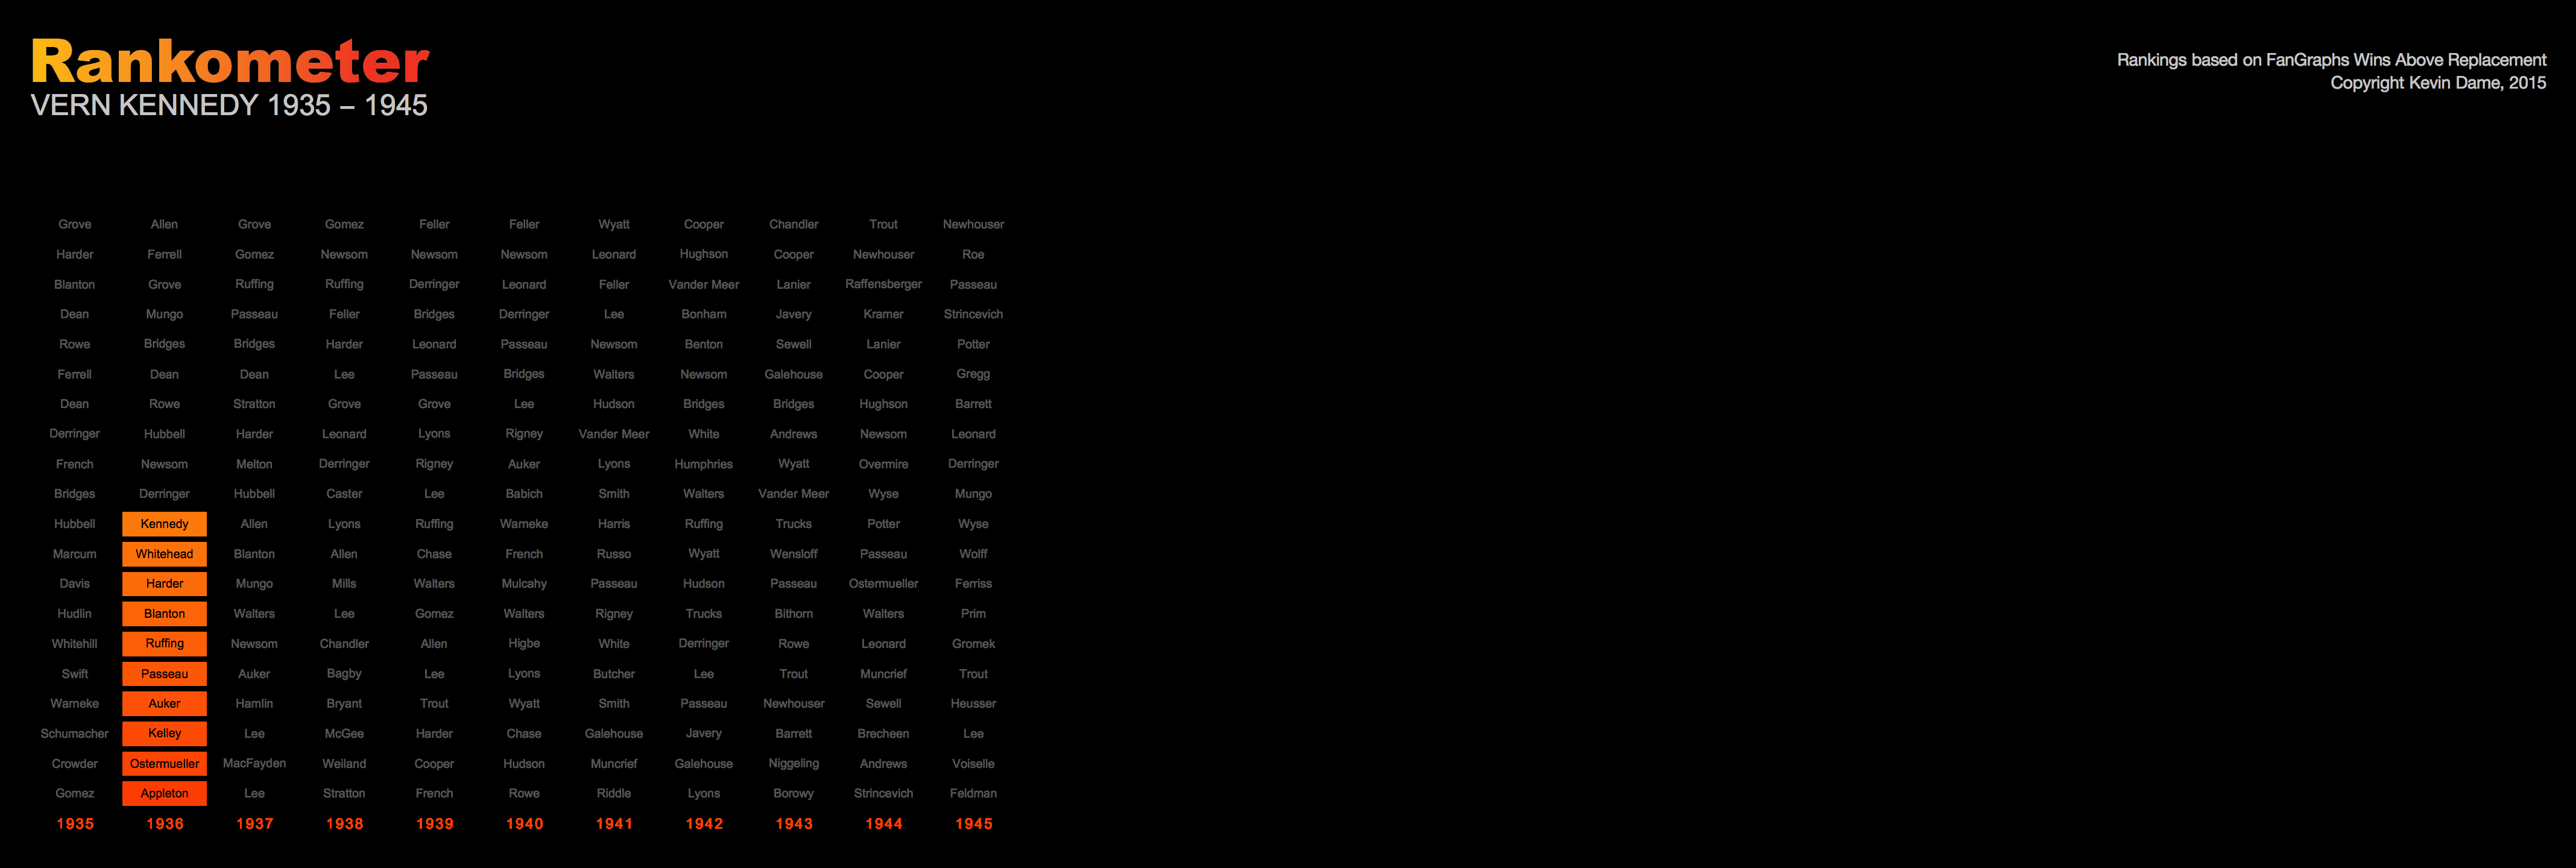 Rankometer
VERN KENNEDY 1935 – 1945
Rankings based on FanGraphs Wins Above Replacement
Copyright Kevin Dame, 2015
Grove Allen Grove Gomez Feller Feller Wyatt Cooper Chandler Trout Newhouser
Harder Ferrell Gomez Newsom Newsom Newsom Leonard Hughson Cooper Newhouser Roe
Blanton Grove Ruffing Ruffing Derringer Leonard Feller Vander Meer Lanier Raffensberger Passeau
Dean Mungo Passeau Feller Bridges Derringer Lee Bonham Javery Kramer Strincevich
Rowe Bridges Bridges Harder Leonard Passeau Newsom Benton Sewell Lanier Potter
Ferrell Dean Dean Lee Passeau Bridges Walters Newsom Galehouse Cooper Gregg
Dean Rowe Stratton Grove Grove Lee Hudson Bridges Bridges Hughson Barrett
Derringer Hubbell Harder Leonard Lyons Rigney Vander Meer White Andrews Newsom Leonard
French Newsom Melton Derringer Rigney Auker Lyons Humphries Wyatt Overmire Derringer
Bridges Derringer Hubbell Caster Lee Babich Smith Walters Vander Meer Wyse Mungo
Hubbell Kennedy Allen Lyons Ruffing Warneke Harris Ruffing Trucks Potter Wyse
Marcum Whitehead Blanton Allen Chase French Russo Wyatt Wensloff Passeau Wolff
Davis Harder Mungo Mills Walters Mulcahy Passeau Hudson Passeau Ostermueller Ferriss
Hudlin Blanton Walters Lee Gomez Walters Rigney Trucks Bithorn Walters Prim
Whitehill Ruffing Newsom Chandler Allen Higbe White Derringer Rowe Leonard Gromek
Swift Passeau Auker Bagby Lee Lyons Butcher Lee Trout Muncrief Trout
Warneke Auker Hamlin Bryant Trout Wyatt Smith Passeau Newhouser Sewell Heusser
Schumacher Kelley Lee McGee Harder Chase Galehouse Javery Barrett Brecheen Lee
Crowder Ostermueller MacFayden Weiland Cooper Hudson Muncrief Galehouse Niggeling Andrews Voiselle
Gomez Appleton Lee Stratton French Rowe Riddle Lyons Borowy Strincevich Feldman
1935 1936 1937 1938 1939 1940 1941 1942 1943 1944 1945